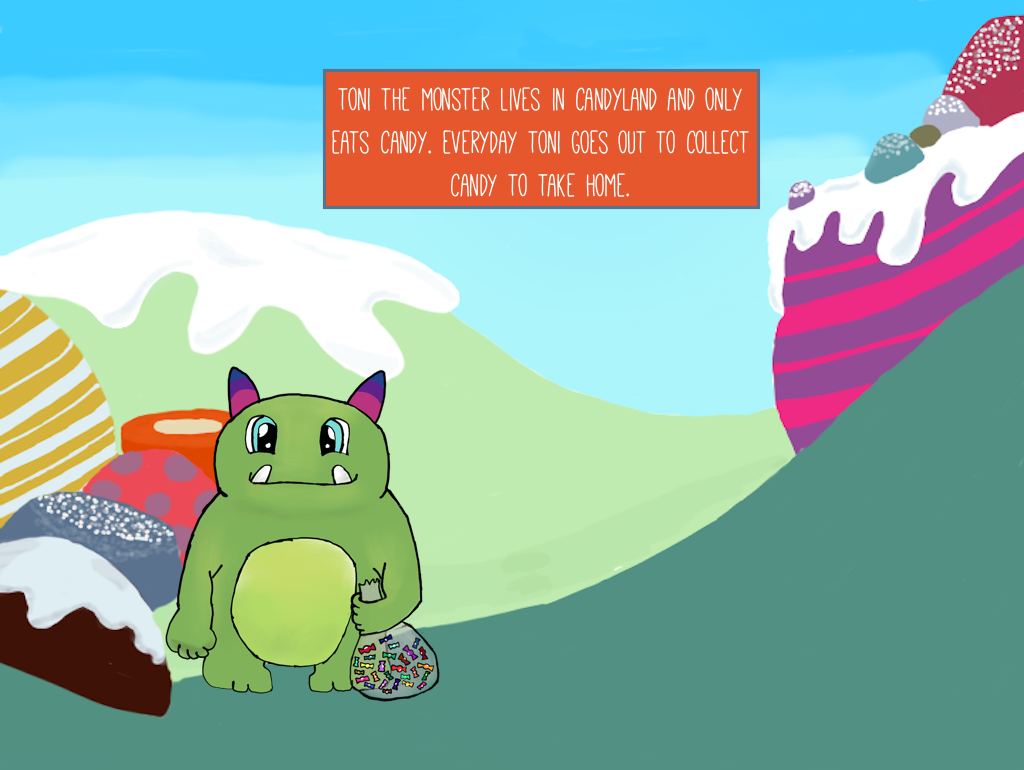 TONI THE MONSTER LIVES IN CANDYLAND AND ONLY
EATS CANDY. EVERYDAY TONI GOES OUT TO COLLECT
CANDY TO TAKE HOME.